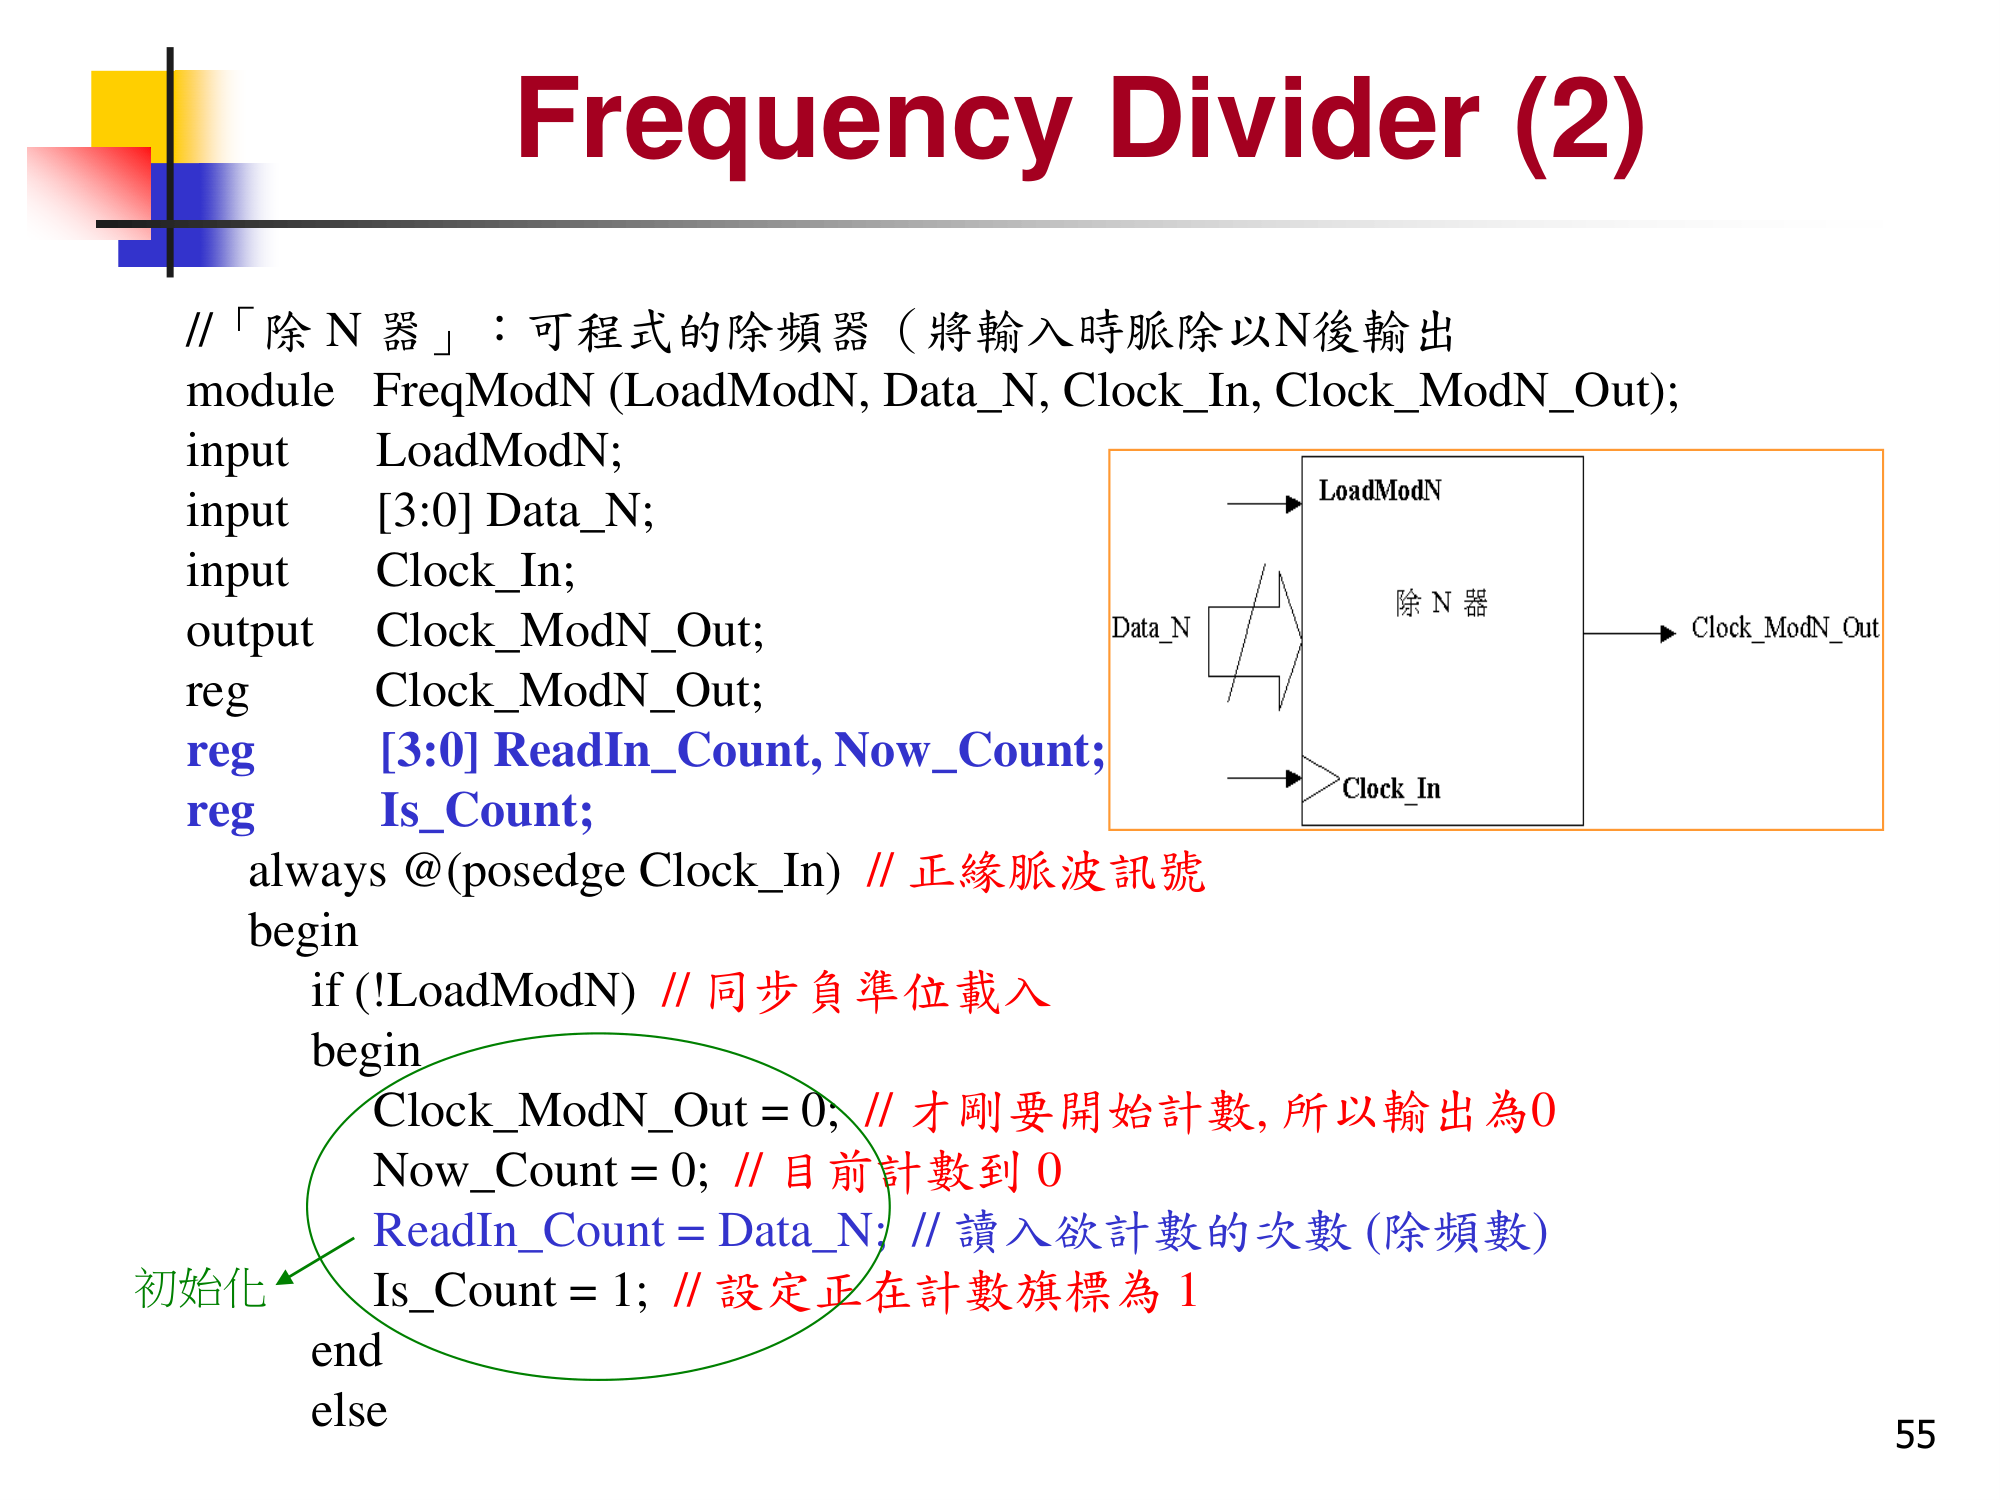 Frequency Divider (2)
//「除 N 器」：可程式的除頻器（將輸入時脈除以N後輸出
module FreqModN (LoadModN, Data_N, Clock_In, Clock_ModN_Out);
input LoadModN;
input [3:0] Data_N;
input Clock_In;
output Clock_ModN_Out;
reg Clock_ModN_Out;
reg [3:0] ReadIn_Count, Now_Count;
reg Is_Count;
LoadModN
除 N 器
Data_N
Clock_ModN_Out
Clock_In
always @(posedge Clock_In) // 正緣脈波訊號
begin
if (!LoadModN) // 同步負準位載入
begin
Clock_ModN_Out = 0; // 才剛要開始計數, 所以輸出為0
Now_Count = 0; // 目前計數到 0
ReadIn_Count = Data_N; // 讀入欲計數的次數 (除頻數)
初始化
Is_Count = 1; // 設定正在計數旗標為 1
end
else
55